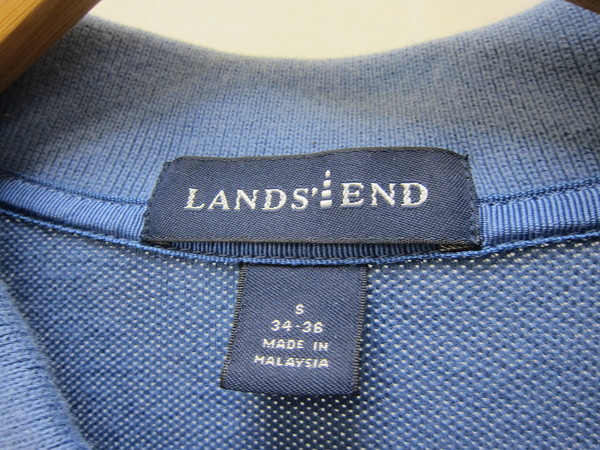 LANDS' END
S
34-36
MADE IN
MALAYSIA